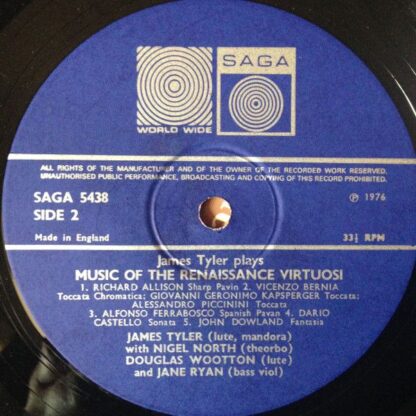 WORLD WIDE
SAGA
ALL RIGHTS OF THE MANUFACTURER AND OF THE OWNER OF THE RECORDED WORK RESERVED.
UNAUTHORISED PUBLIC PERFORMANCE, BROADCASTING AND COPYING OF THIS RECORD PROHIBITED.
SAGA 5438
SIDE 2
℗ 1976
Made in England
33⅓ RPM
James Tyler plays
MUSIC OF THE RENAISSANCE VIRTUOSI
1. RICHARD ALLISON Sharp Pavin 2. VICENZO BERNIA
Toccata Chromatica; GIOVANNI GERONIMO KAPSPERGER Toccata;
ALESSANDRO PICCININI Toccata
3. ALFONSO FERRABOSCO Spanish Pavan 4. DARIO
CASTELLO Sonata 5. JOHN DOWLAND Fantasia
JAMES TYLER (lute, mandora)
with NIGEL NORTH (theorbo)
DOUGLAS WOOTTON (lute)
and JANE RYAN (bass viol)